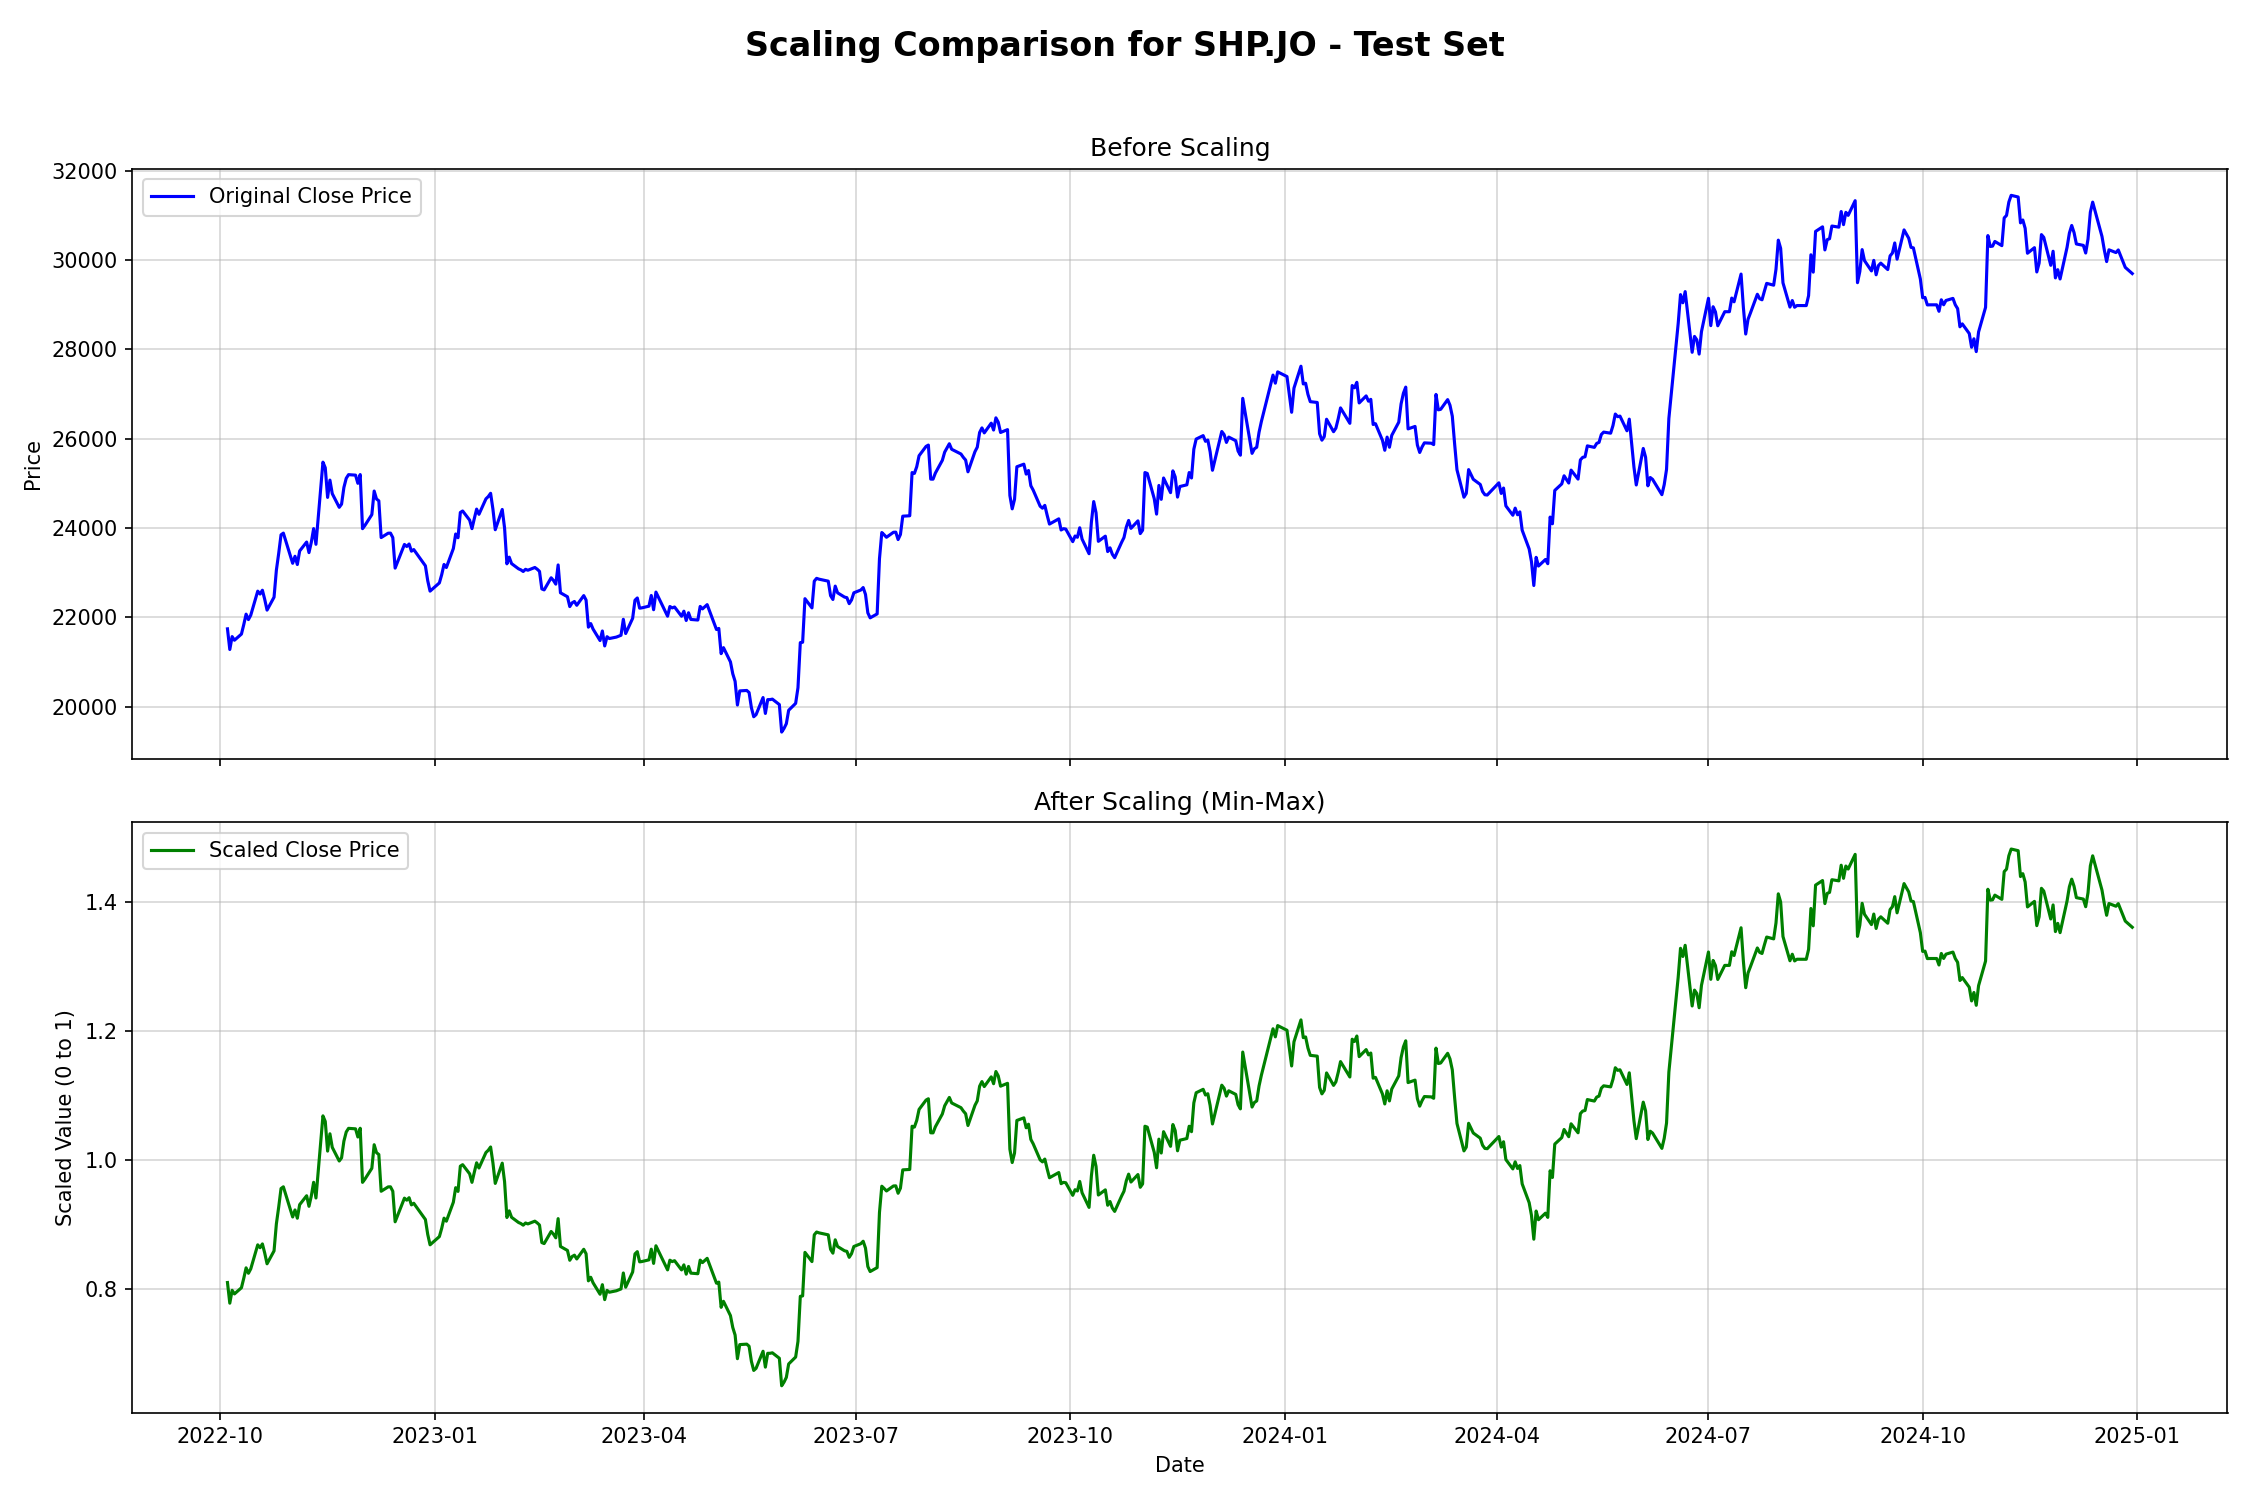 Scaling Comparison for SHP.JO - Test Set
Before Scaling
32000
30000
28000
26000
24000
22000
20000
Price
Original Close Price
After Scaling (Min-Max)
1.4
1.2
1.0
0.8
Scaled Value (0 to 1)
Scaled Close Price
2022-10 2023-01 2023-04 2023-07 2023-10 2024-01 2024-04 2024-07 2024-10 2025-01
Date